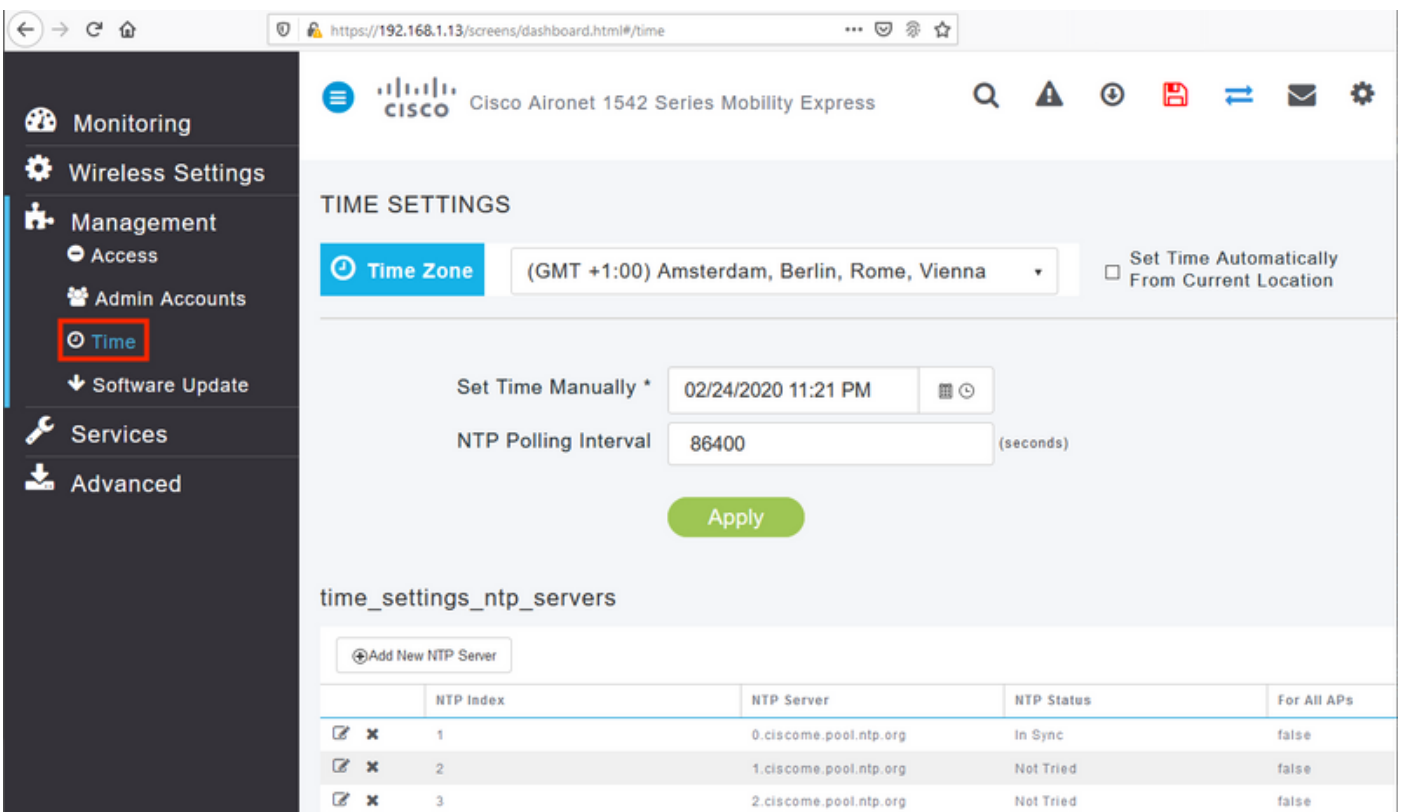 https://192.168.1.13/screens/dashboard.html#/time
Monitoring
Wireless Settings
Management
Access
Admin Accounts
Time
Software Update
Services
Advanced
CISCO Cisco Aironet 1542 Series Mobility Express
TIME SETTINGS
Time Zone (GMT +1:00) Amsterdam, Berlin, Rome, Vienna Set Time Automatically
From Current Location
Set Time Manually * 02/24/2020 11:21 PM
NTP Polling Interval 86400 (seconds)
Apply
time_settings_ntp_servers
Add New NTP Server
NTP Index NTP Server NTP Status For All APs
1 0.ciscome.pool.ntp.org In Sync false
2 1.ciscome.pool.ntp.org Not Tried false
3 2.ciscome.pool.ntp.org Not Tried false